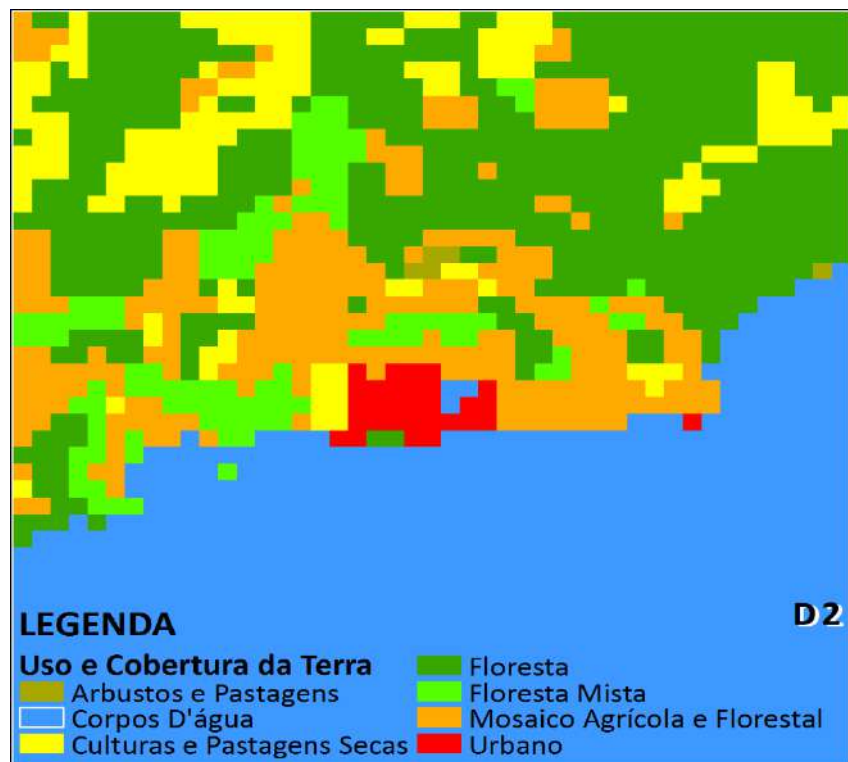 D2
LEGENDA
Uso e Cobertura da Terra
Arbustos e Pastagens
Corpos D'água
Culturas e Pastagens Secas
Floresta
Floresta Mista
Mosaico Agrícola e Florestal
Urbano